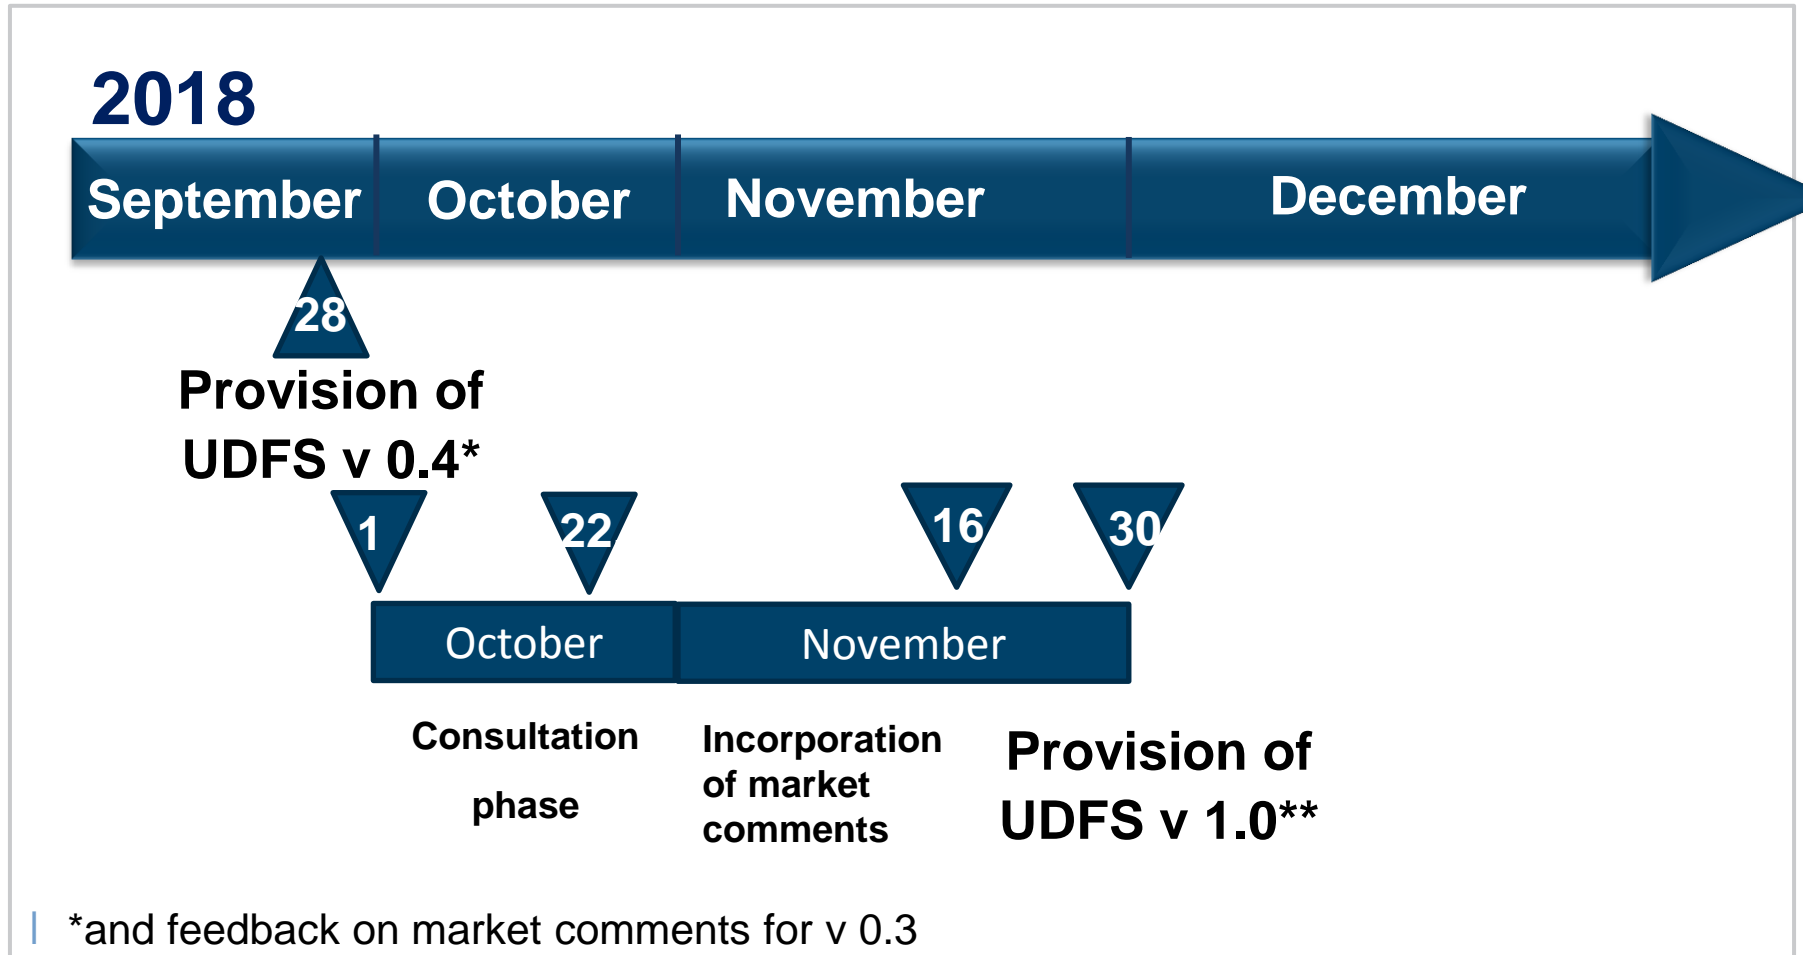 2018
September October November December
28
Provision of
UDFS v 0.4*
1 22 16 30
October November
Consultation
phase
Incorporation
of market
comments
Provision of
UDFS v 1.0**
*and feedback on market comments for v 0.3